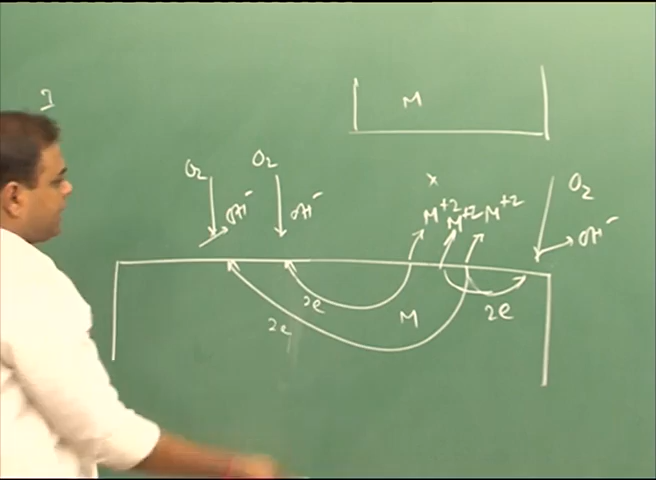 M
O₂ O₂ × O₂
OH⁻ OH⁻ M⁺² M⁺² M⁺² OH⁻
2e 2e
2e M